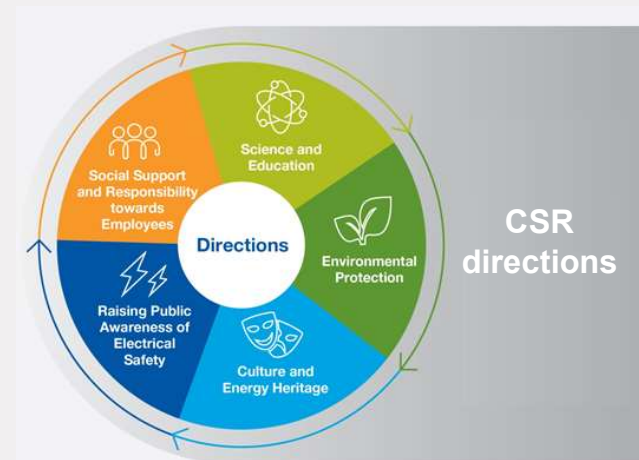 Science and
Education
Social Support
and Responsibility
towards
Employees
Directions
Environmental
Protection
Raising Public
Awareness of
Electrical
Safety
Culture and
Energy Heritage
CSR
directions